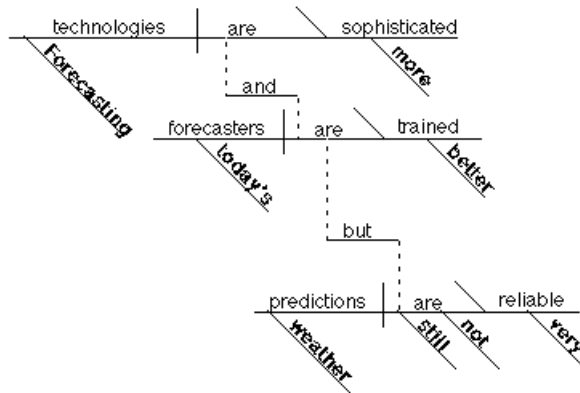 technologies are sophisticated
Forecasting more
and
forecasters are trained
today's better
but
predictions are reliable
weather still not very